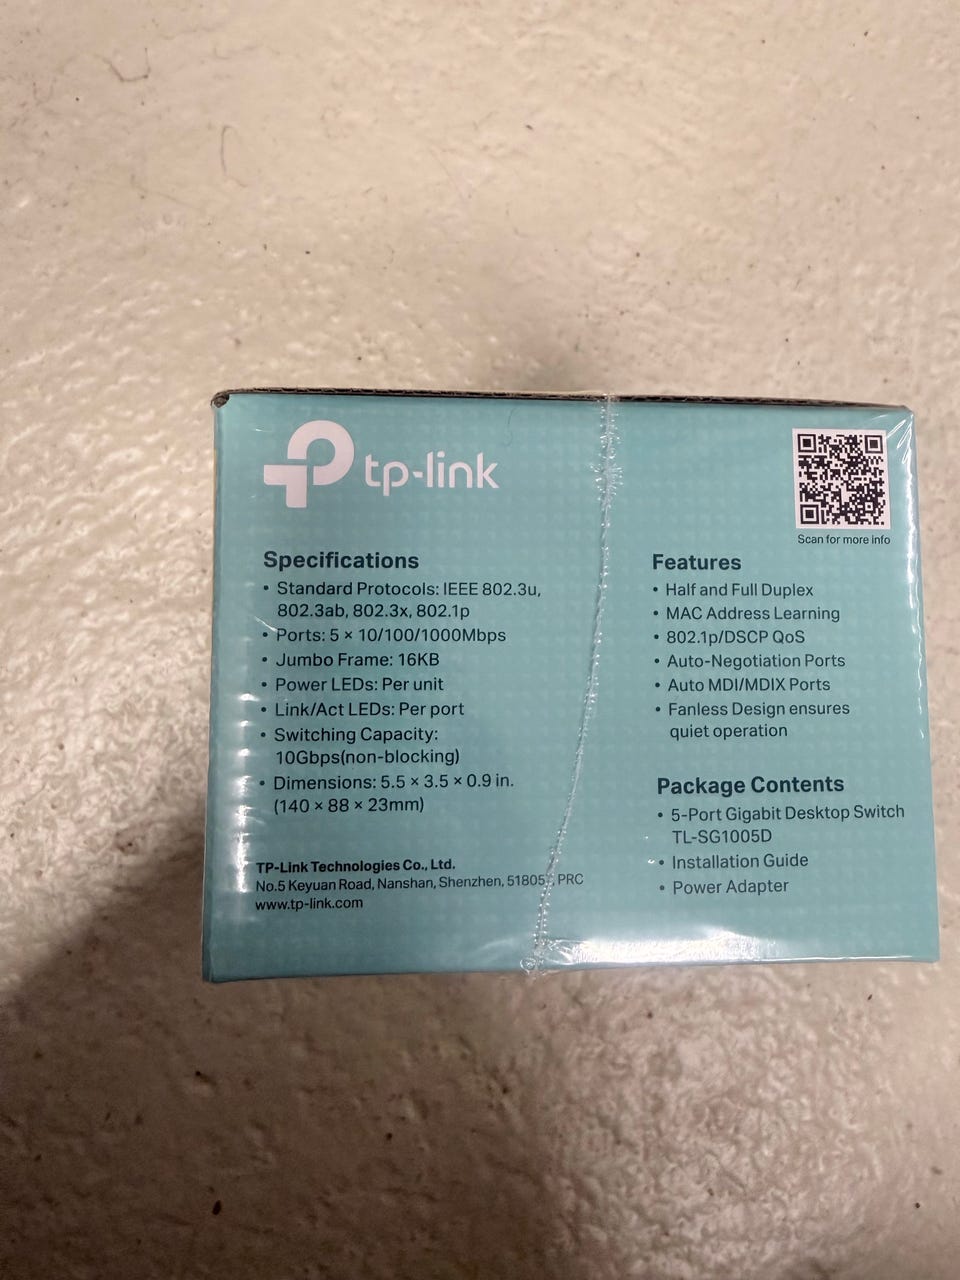 tp-link
Scan for more info
Specifications
• Standard Protocols: IEEE 802.3u,
802.3ab, 802.3x, 802.1p
• Ports: 5 × 10/100/1000Mbps
• Jumbo Frame: 16KB
• Power LEDs: Per unit
• Link/Act LEDs: Per port
• Switching Capacity:
10Gbps(non-blocking)
• Dimensions: 5.5 × 3.5 × 0.9 in.
(140 × 88 × 23mm)
TP-Link Technologies Co., Ltd.
No.5 Keyuan Road, Nanshan, Shenzhen, PRC
www.tp-link.com
Features
• Half and Full Duplex
• MAC Address Learning
• 802.1p/DSCP QoS
• Auto-Negotiation Ports
• Auto MDI/MDIX Ports
• Fanless Design ensures
quiet operation
Package Contents
• 5-Port Gigabit Desktop Switch
TL-SG1005D
• Installation Guide
• Power Adapter